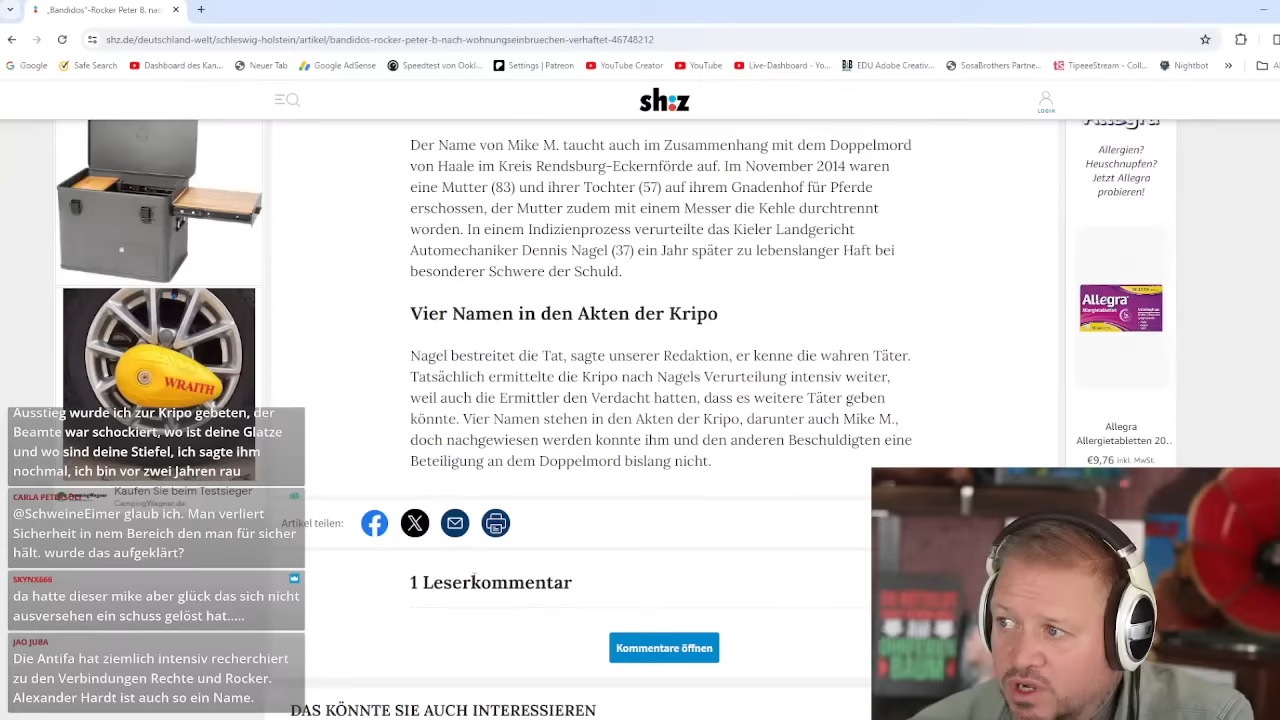 „Bandidos“-Rocker Peter B. nac
shz.de/deutschland-welt/schleswig-holstein/artikel/bandidos-rocker-peter-b-nach-wohnungseinbruechen-verhaftet-46748212
Google
Safe Search
Dashboard des Kan...
Neuer Tab
Google AdSense
Speedtest von Ookl...
Settings | Patreon
YouTube Creator
YouTube
Live-Dashboard - Yo...
EDU Adobe Creativ...
SosaBrothers Partne...
TipeeeStream - Coll...
Nightbot
sh:z
LOGIN
Der Name von Mike M. taucht auch im Zusammenhang mit dem Doppelmord
von Haale im Kreis Rendsburg-Eckernförde auf. Im November 2014 waren
eine Mutter (83) und ihrer Tochter (57) auf ihrem Gnadenhof für Pferde
erschossen, der Mutter zudem mit einem Messer die Kehle durchtrennt
worden. In einem Indizienprozess verurteilte das Kieler Landgericht
Automechaniker Dennis Nagel (37) ein Jahr später zu lebenslanger Haft bei
besonderer Schwere der Schuld.
Vier Namen in den Akten der Kripo
Nagel bestreitet die Tat, sagte unserer Redaktion, er kenne die wahren Täter.
Tatsächlich ermittelte die Kripo nach Nagels Verurteilung intensiv weiter,
weil auch die Ermittler den Verdacht hatten, dass es weitere Täter geben
könnte. Vier Namen stehen in den Akten der Kripo, darunter auch Mike M.,
doch nachgewiesen werden konnte ihm und den anderen Beschuldigten eine
Beteiligung an dem Doppelmord bislang nicht.
Artikel teilen:
1 Leserkommentar
Kommentare öffnen
DAS KÖNNTE SIE AUCH INTERESSIEREN
Allegra
Allergien?
Heuschnupfen?
Jetzt Allegra
probieren!
Allegra
Allegra
Allergietabletten 20..
€9,76 inkl. MwSt.
WRAITH
Kaufen Sie beim Testsieger
CampingWagner.de
Ausstieg wurde ich zur Kripo gebeten, der
Beamte war schockiert, wo ist deine Glatze
und wo sind deine Stiefel, ich sagte ihm
nochmal, ich bin vor zwei Jahren rau
CARLA PETERSON
@SchweineEimer glaub ich. Man verliert
Sicherheit in nem Bereich den man für sicher
hält. wurde das aufgeklärt?
SKYNX666
da hatte dieser mike aber glück das sich nicht
ausversehen ein schuss gelöst hat.....
JAO JUBA
Die Antifa hat ziemlich intensiv recherchiert
zu den Verbindungen Rechte und Rocker.
Alexander Hardt ist auch so ein Name.